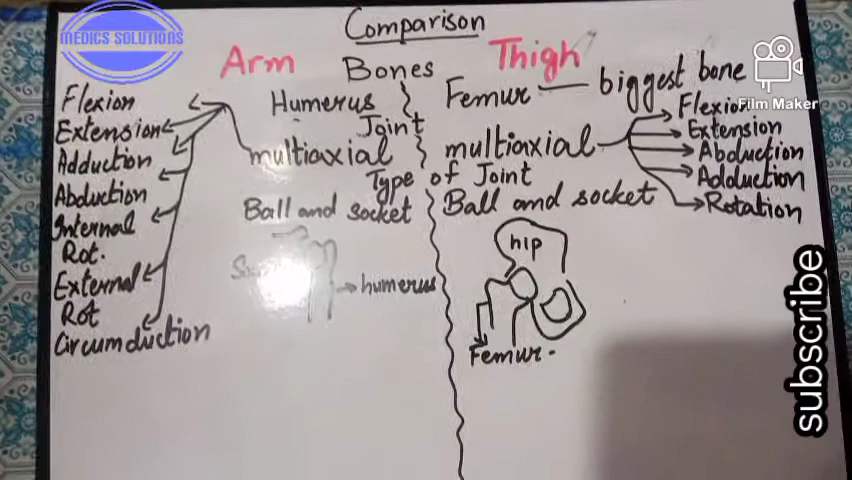 Comparison
MEDICS SOLUTIONS
Arm
Bones
Thigh
Humerus
Femur
biggest bone
Film Maker
Joint
multiaxial
multiaxial
Type of Joint
Ball and socket
Ball and socket
Flexion
Extension
Adduction
Abduction
Internal
Rot.
External
Rot
Circumduction
Flexion
Extension
Abduction
Adduction
Rotation
humerus
hip
Femur.
subscribe